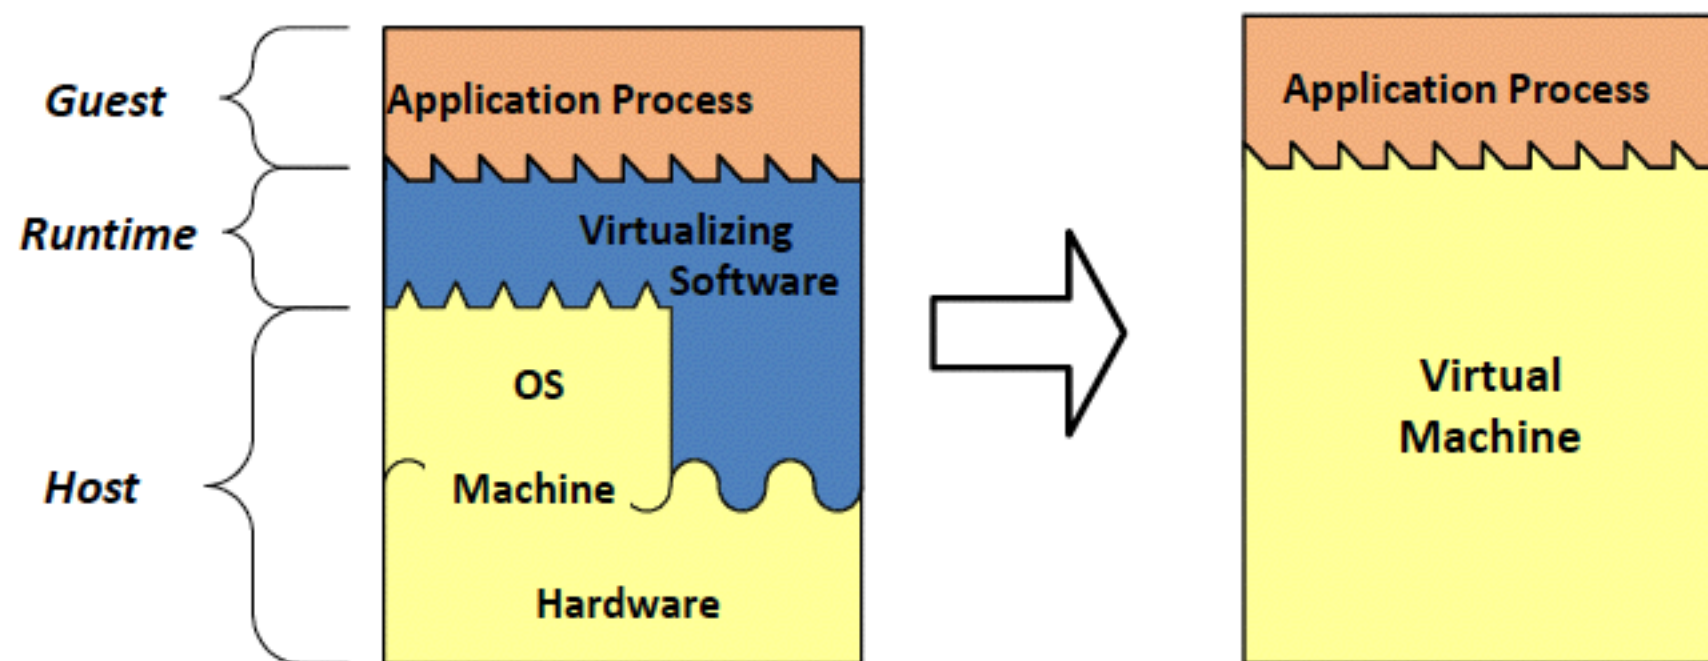 Guest
Application Process
Runtime
Virtualizing
Software
Host
OS
Machine
Hardware
Application Process
Virtual
Machine